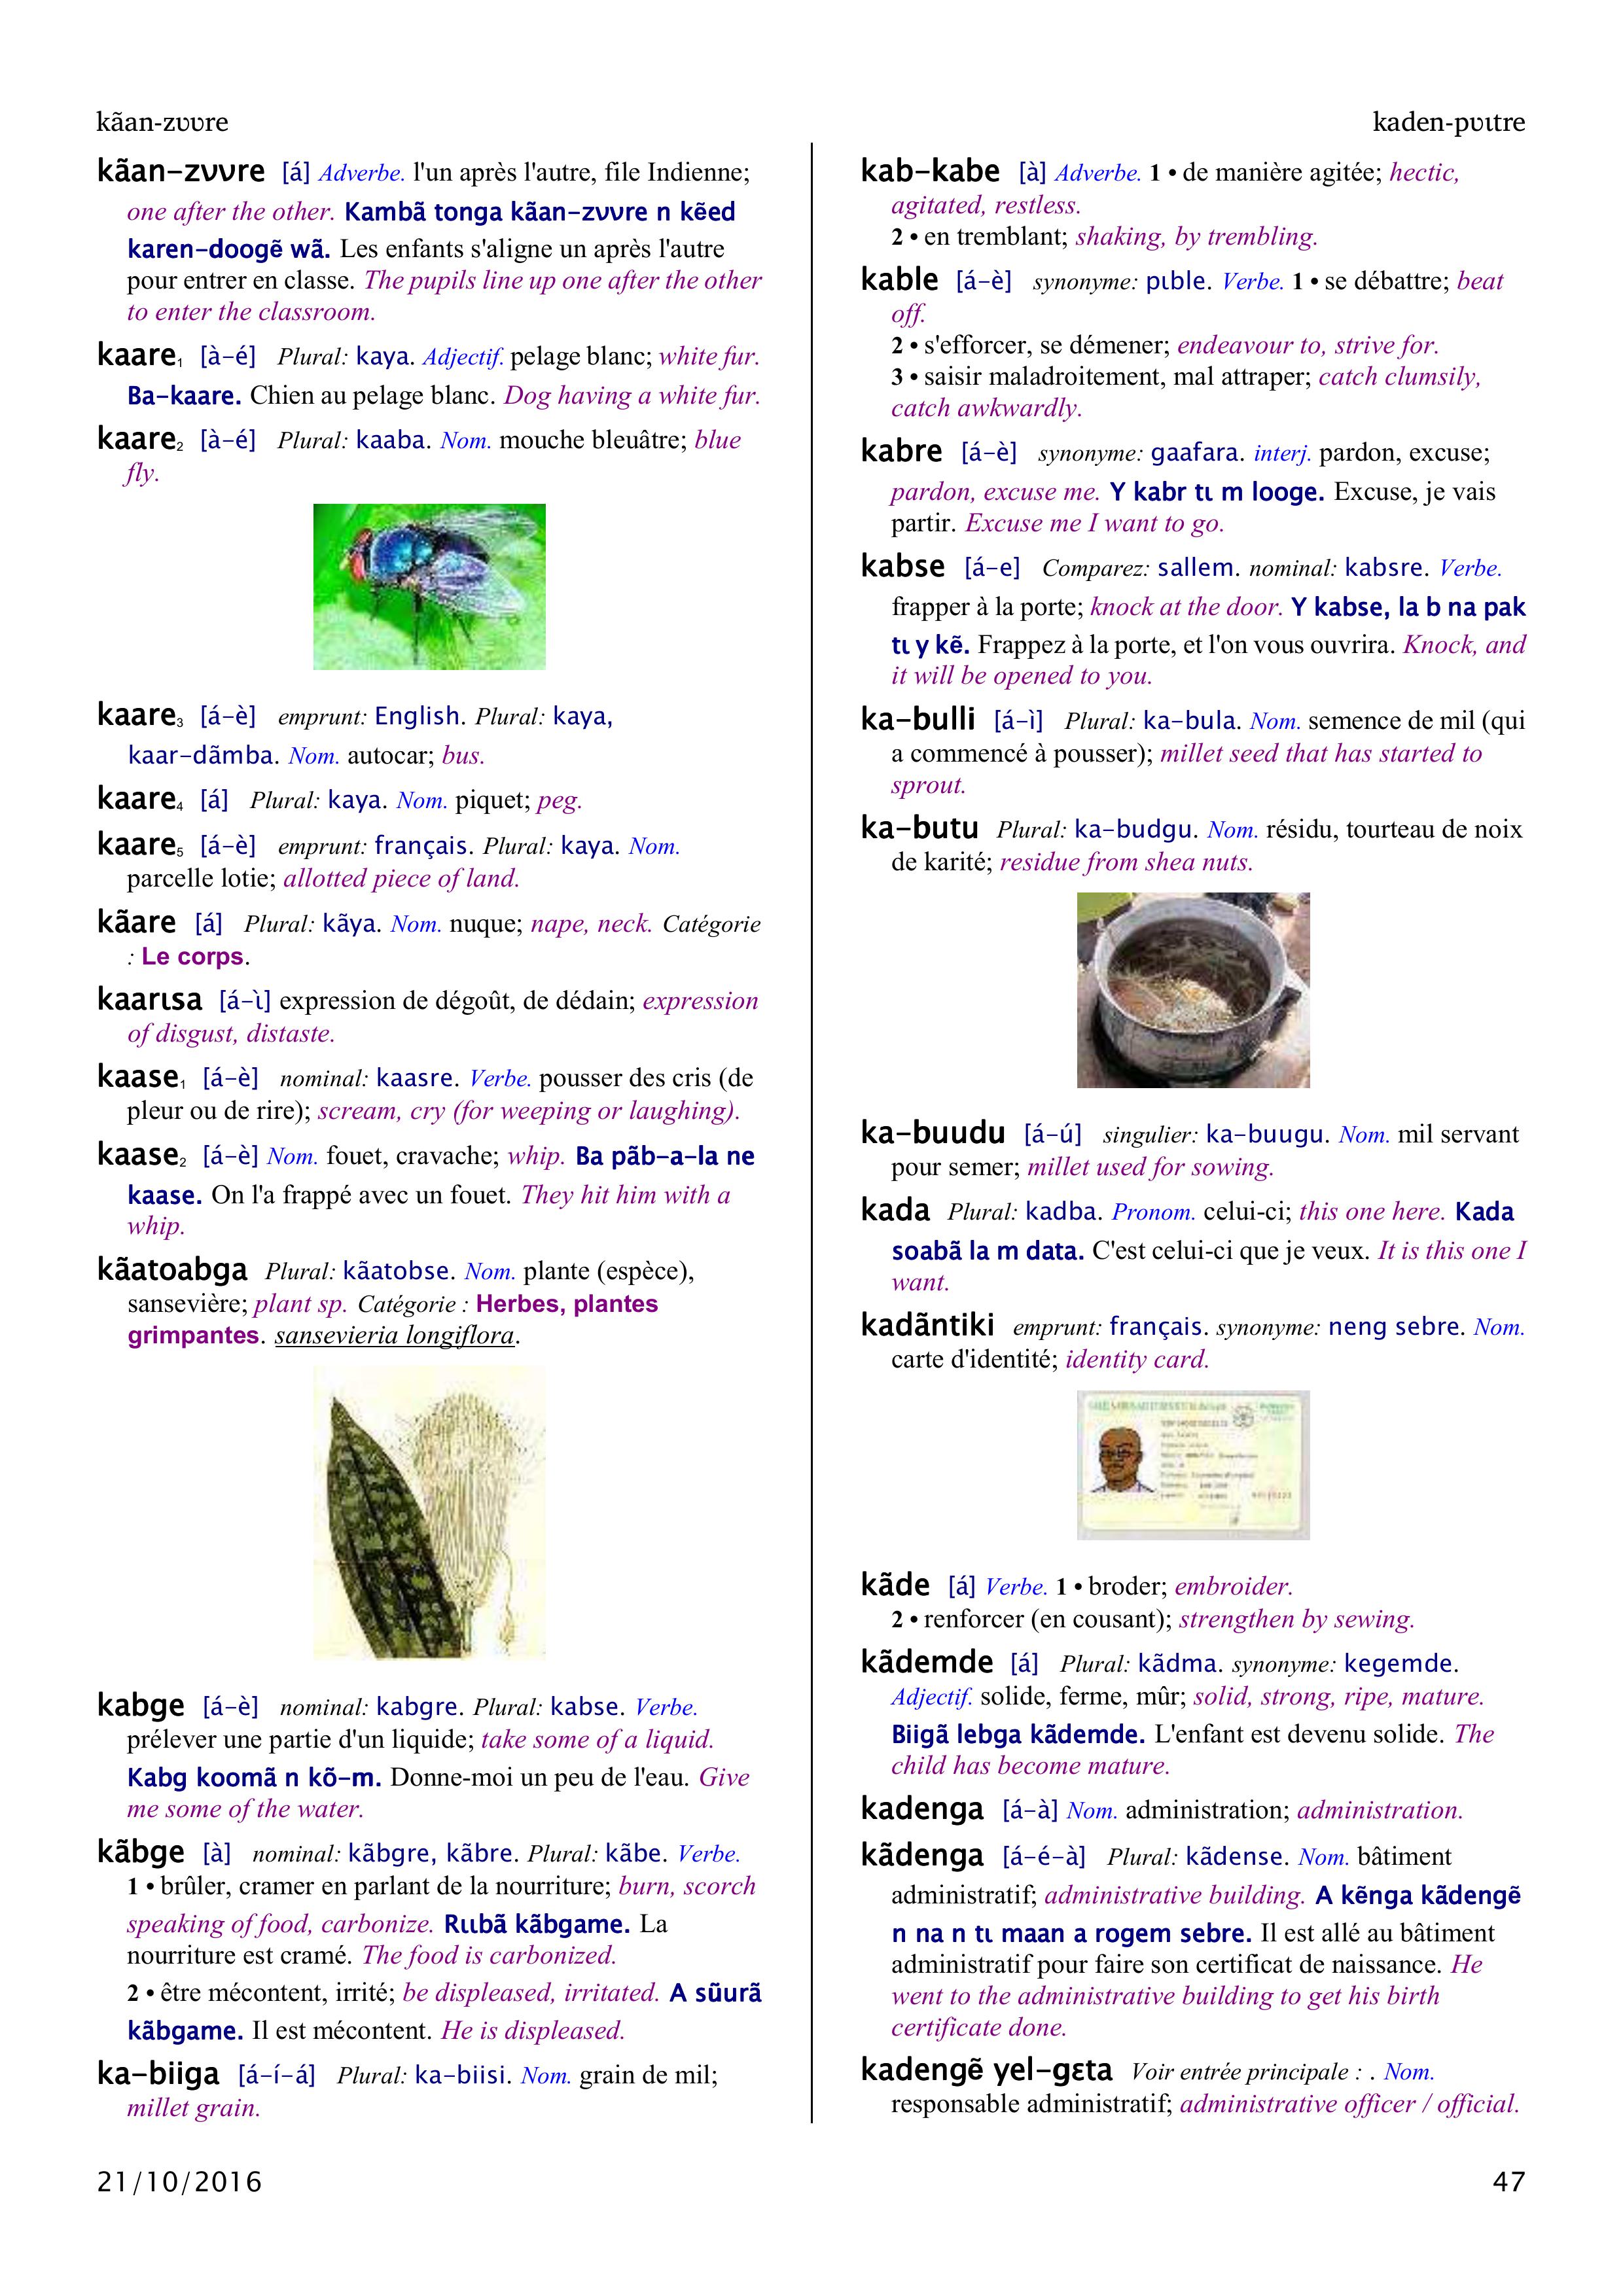 kãan-zʋʋre
kaden-pʋɩtre
kãan-zʋʋre [á] Adverbe. l'un après l'autre, file Indienne;
one after the other. Kambã tonga kãan-zʋʋre n kẽed
karen-doogẽ wã. Les enfants s'aligne un après l'autre
pour entrer en classe. The pupils line up one after the other
to enter the classroom.
kaare₁ [à-é] Plural: kaya. Adjectif. pelage blanc; white fur.
Ba-kaare. Chien au pelage blanc. Dog having a white fur.
kaare₂ [à-é] Plural: kaaba. Nom. mouche bleuâtre; blue
fly.
kaare₃ [á-è] emprunt: English. Plural: kaya,
kaar-dãmba. Nom. autocar; bus.
kaare₄ [á] Plural: kaya. Nom. piquet; peg.
kaare₅ [á-è] emprunt: français. Plural: kaya. Nom.
parcelle lotie; allotted piece of land.
kãare [á] Plural: kãya. Nom. nuque; nape, neck. Catégorie
: Le corps.
kaarɩsa [á-ɩ̀] expression de dégoût, de dédain; expression
of disgust, distaste.
kaase₁ [á-è] nominal: kaasre. Verbe. pousser des cris (de
pleur ou de rire); scream, cry (for weeping or laughing).
kaase₂ [á-è] Nom. fouet, cravache; whip. Ba pãb-a-la ne
kaase. On l'a frappé avec un fouet. They hit him with a
whip.
kãatoabga Plural: kãatobse. Nom. plante (espèce),
sansevière; plant sp. Catégorie : Herbes, plantes
grimpantes. sansevieria longiflora.
kabge [á-è] nominal: kabgre. Plural: kabse. Verbe.
prélever une partie d'un liquide; take some of a liquid.
Kabg koomã n kõ-m. Donne-moi un peu de l'eau. Give
me some of the water.
kãbge [à] nominal: kãbgre, kãbre. Plural: kãbe. Verbe.
1 • brûler, cramer en parlant de la nourriture; burn, scorch
speaking of food, carbonize. Rɩɩbã kãbgame. La
nourriture est cramé. The food is carbonized.
2 • être mécontent, irrité; be displeased, irritated. A sũurã
kãbgame. Il est mécontent. He is displeased.
ka-biiga [á-í-á] Plural: ka-biisi. Nom. grain de mil;
millet grain.
kab-kabe [à] Adverbe. 1 • de manière agitée; hectic,
agitated, restless.
2 • en tremblant; shaking, by trembling.
kable [á-è] synonyme: pɩble. Verbe. 1 • se débattre; beat
off.
2 • s'efforcer, se démener; endeavour to, strive for.
3 • saisir maladroitement, mal attraper; catch clumsily,
catch awkwardly.
kabre [á-è] synonyme: gaafara. interj. pardon, excuse;
pardon, excuse me. Y kabr tɩ m looge. Excuse, je vais
partir. Excuse me I want to go.
kabse [á-e] Comparez: sallem. nominal: kabsre. Verbe.
frapper à la porte; knock at the door. Y kabse, la b na pak
tɩ y kẽ. Frappez à la porte, et l'on vous ouvrira. Knock, and
it will be opened to you.
ka-bulli [á-ì] Plural: ka-bula. Nom. semence de mil (qui
a commencé à pousser); millet seed that has started to
sprout.
ka-butu Plural: ka-budgu. Nom. résidu, tourteau de noix
de karité; residue from shea nuts.
ka-buudu [á-ú] singulier: ka-buugu. Nom. mil servant
pour semer; millet used for sowing.
kada Plural: kadba. Pronom. celui-ci; this one here. Kada
soabã la m data. C'est celui-ci que je veux. It is this one I
want.
kadãntiki emprunt: français. synonyme: neng sebre. Nom.
carte d'identité; identity card.
kãde [á] Verbe. 1 • broder; embroider.
2 • renforcer (en cousant); strengthen by sewing.
kãdemde [á] Plural: kãdma. synonyme: kegemde.
Adjectif. solide, ferme, mûr; solid, strong, ripe, mature.
Biigã lebga kãdemde. L'enfant est devenu solide. The
child has become mature.
kadenga [á-à] Nom. administration; administration.
kãdenga [á-é-à] Plural: kãdense. Nom. bâtiment
administratif; administrative building. A kẽnga kãdengẽ
n na n tɩ maan a rogem sebre. Il est allé au bâtiment
administratif pour faire son certificat de naissance. He
went to the administrative building to get his birth
certificate done.
kadengẽ yel-gɛta Voir entrée principale : . Nom.
responsable administratif; administrative officer / official.
21/10/2016
47